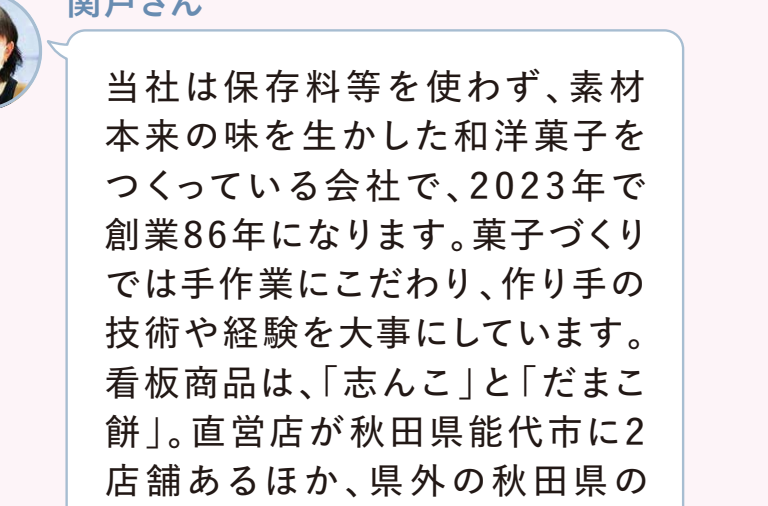 関戸さん
当社は保存料等を使わず、素材
本来の味を生かした和洋菓子を
つくっている会社で、2023年で
創業86年になります。菓子づくり
では手作業にこだわり、作り手の
技術や経験を大事にしています。
看板商品は、「志んこ」と「だまこ
餅」。直営店が秋田県能代市に2
店舗あるほか、県外の秋田県の